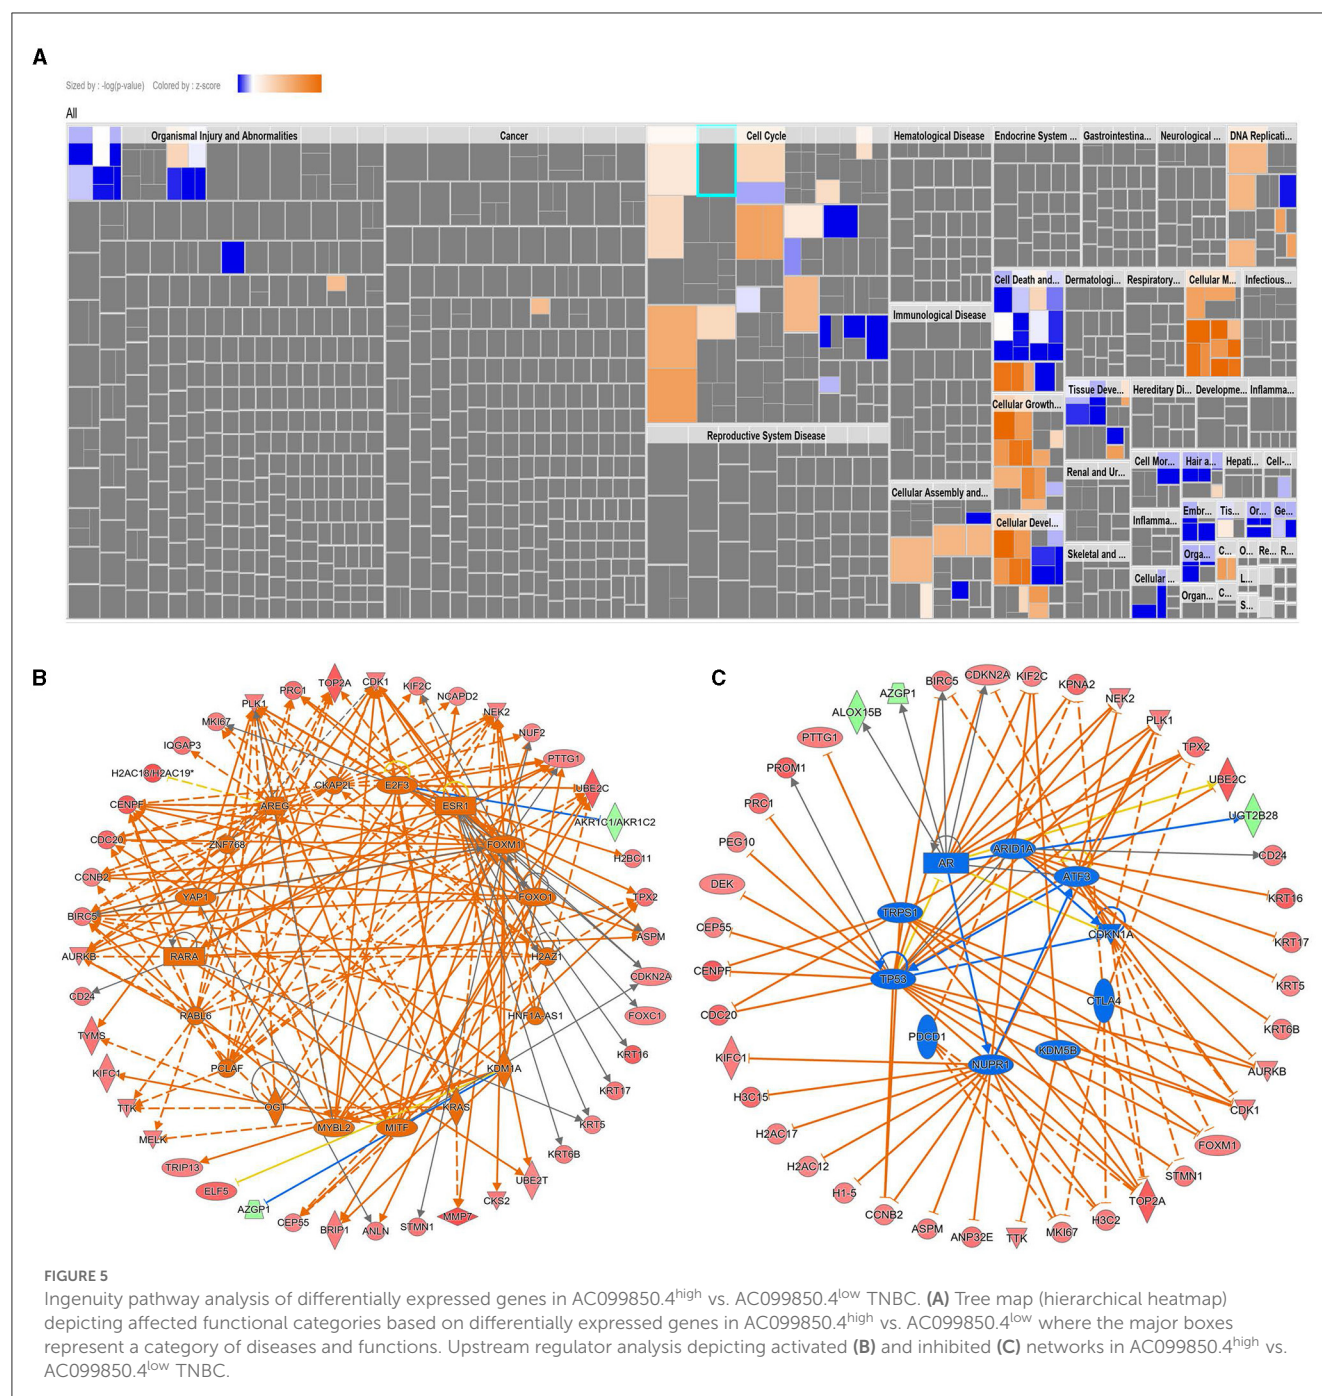 A
Sized by : -log(p-value) Colored by : z-score
All
Organismal Injury and Abnormalities
Cancer
Cell Cycle
Hematological Disease
Endocrine System ...
Gastrointestina...
Neurological ...
DNA Replicati...
Cell Death and...
Dermatologi...
Respiratory...
Cellular M...
Infectious...
Immunological Disease
Tissue Deve...
Hereditary Di...
Developme...
Inflamma...
Cellular Growth...
Reproductive System Disease
Renal and Ur...
Cell Mor...
Hair a...
Hepati...
Cell-...
Cellular Assembly and...
Cellular Devel...
Inflamma...
Embr...
Tis...
Or...
Ge...
Skeletal and ...
Orga...
C...
O...
Re...
R...
Cellular ...
L...
Organ...
C...
S...
B
TOP2A
CDK1
PRC1
KIF2C
NCAPD2
PLK1
NEK2
MKI67
NUF2
IQGAP3
PTTG1
H2AC18/H2AC19*
CKAP2L
E2F3
UBE2C
CENPF
AREG
ESR1
AKR1C1/AKR1C2
CDC20
ZNF768
FOXM1
H2BC11
CCNB2
YAP1
FOXO1
TPX2
BIRC5
ASPM
AURKB
RARA
H2AZ1
CDKN2A
CD24
RABL6
HNF1A-AS1
FOXC1
TYMS
KRT16
KIFC1
PCLAF
KDM1A
KRT17
TTK
OGT
KRAS
KRT5
MELK
MYBL2
MITF
KRT6B
TRIP13
UBE2T
ELF5
CKS2
AZGP1
MMP7
CEP55
BRIP1
ANLN
STMN1
C
CDKN2A
BIRC5
KIF2C
AZGP1
KPNA2
ALOX15B
NEK2
PTTG1
PLK1
PROM1
TPX2
UBE2C
PRC1
UGT2B28
PEG10
AR
ARID1A
CD24
DEK
ATF3
KRT16
CEP55
TRPS1
CDKN1A
KRT17
CENPF
TP53
KRT5
CDC20
CTLA4
KRT6B
KIFC1
PDCD1
KDM5B
NUPR1
AURKB
H3C15
CDK1
H2AC17
FOXM1
H2AC12
STMN1
H1-5
TOP2A
CCNB2
H3C2
ASPM
MKI67
ANP32E
TTK
FIGURE 5
Ingenuity pathway analysis of differentially expressed genes in AC099850.4high vs. AC099850.4low TNBC. (A) Tree map (hierarchical heatmap)
depicting affected functional categories based on differentially expressed genes in AC099850.4high vs. AC099850.4low where the major boxes
represent a category of diseases and functions. Upstream regulator analysis depicting activated (B) and inhibited (C) networks in AC099850.4high vs.
AC099850.4low TNBC.